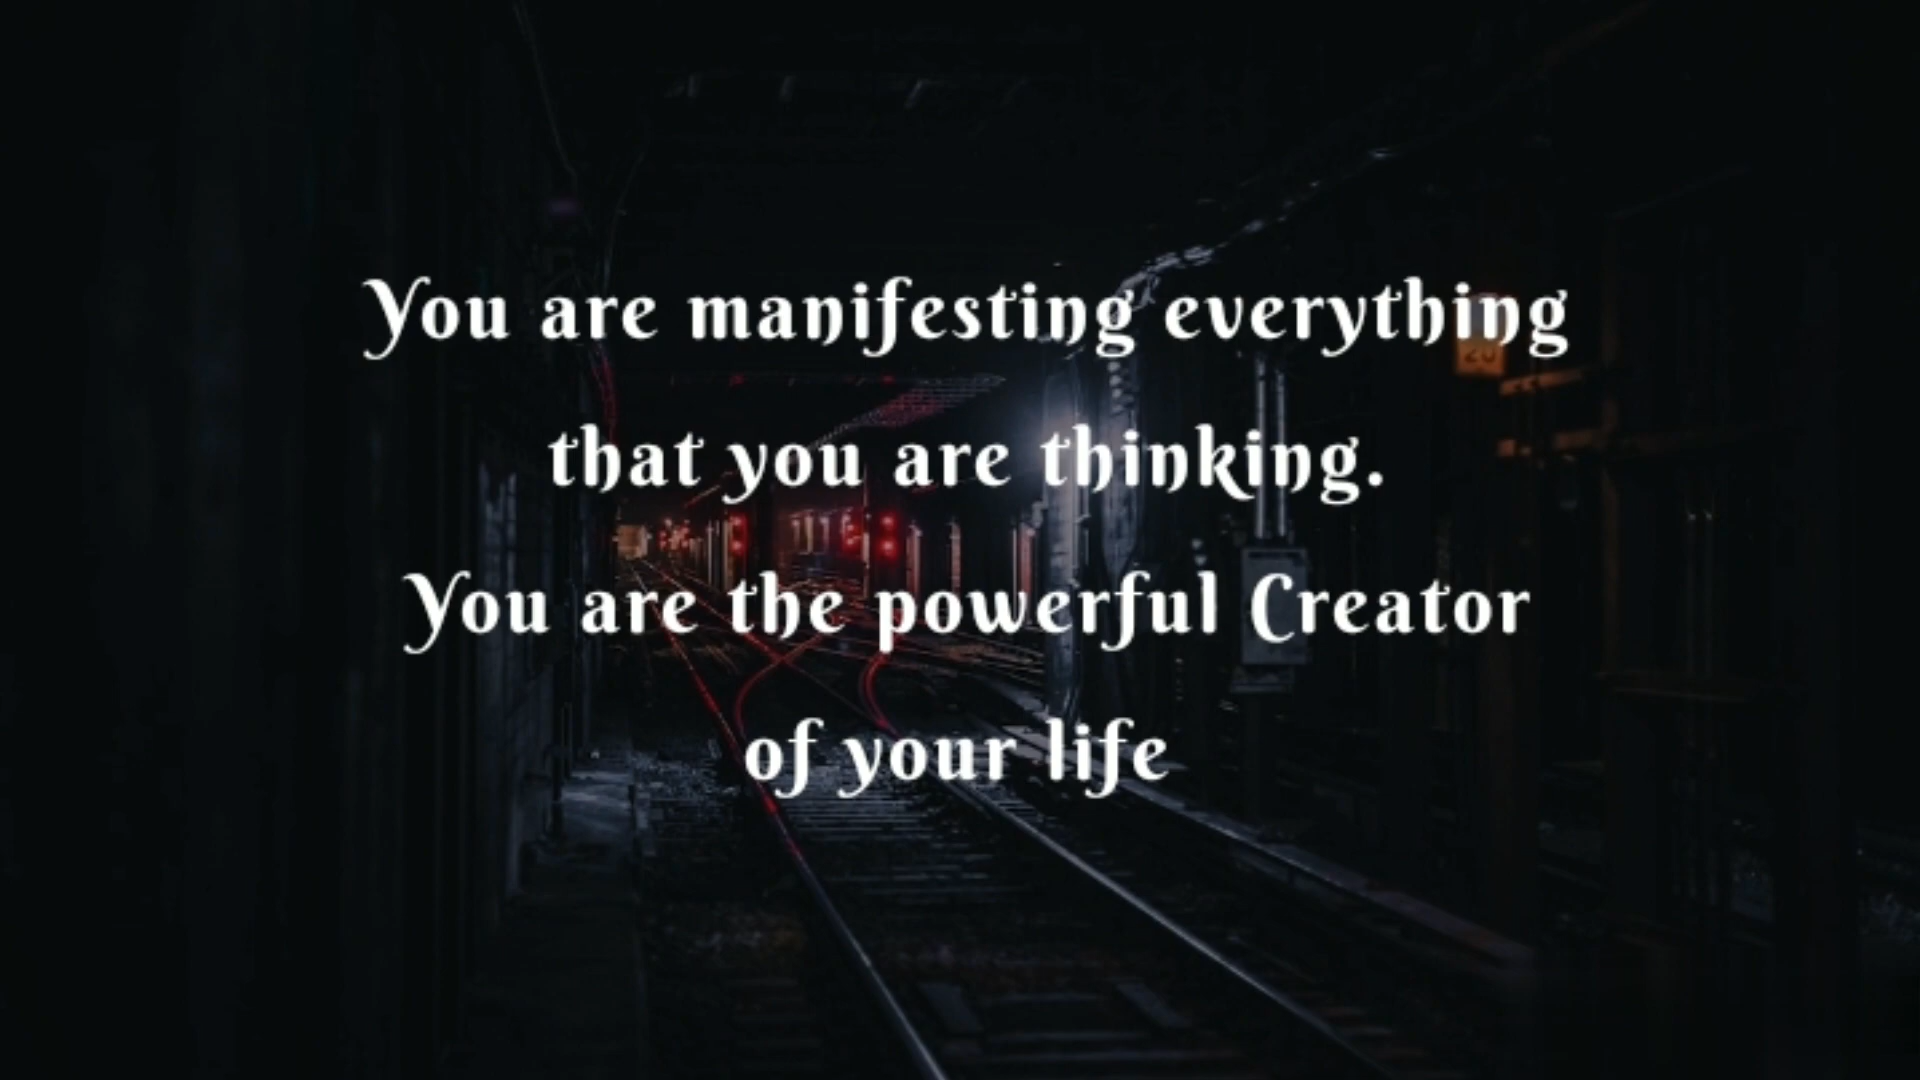 You are manifesting everything
that you are thinking.
You are the powerful Creator
of your life